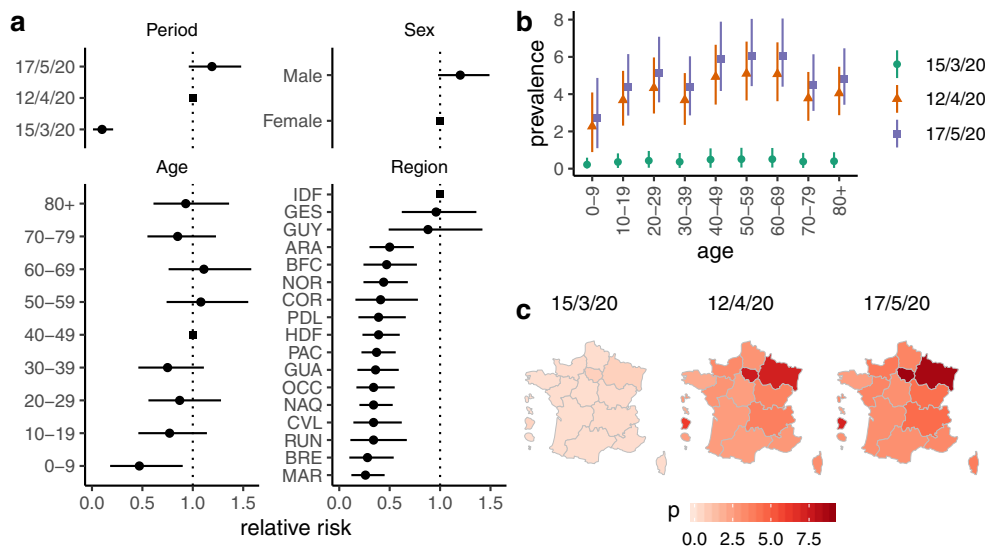 a
Period
17/5/20
12/4/20
15/3/20
Sex
Male
Female
Age
80+
70−79
60−69
50−59
40−49
30−39
20−29
10−19
0−9
0.0 0.5 1.0 1.5
Region
IDF
GES
GUY
ARA
BFC
NOR
COR
PDL
HDF
PAC
GUA
OCC
NAQ
CVL
RUN
BRE
MAR
0.0 0.5 1.0 1.5
relative risk
b
prevalence
8
6
4
2
0
0−9
10−19
20−29
30−39
40−49
50−59
60−69
70−79
80+
age
15/3/20
12/4/20
17/5/20
c
15/3/20 12/4/20 17/5/20
p
0.0 2.5 5.0 7.5